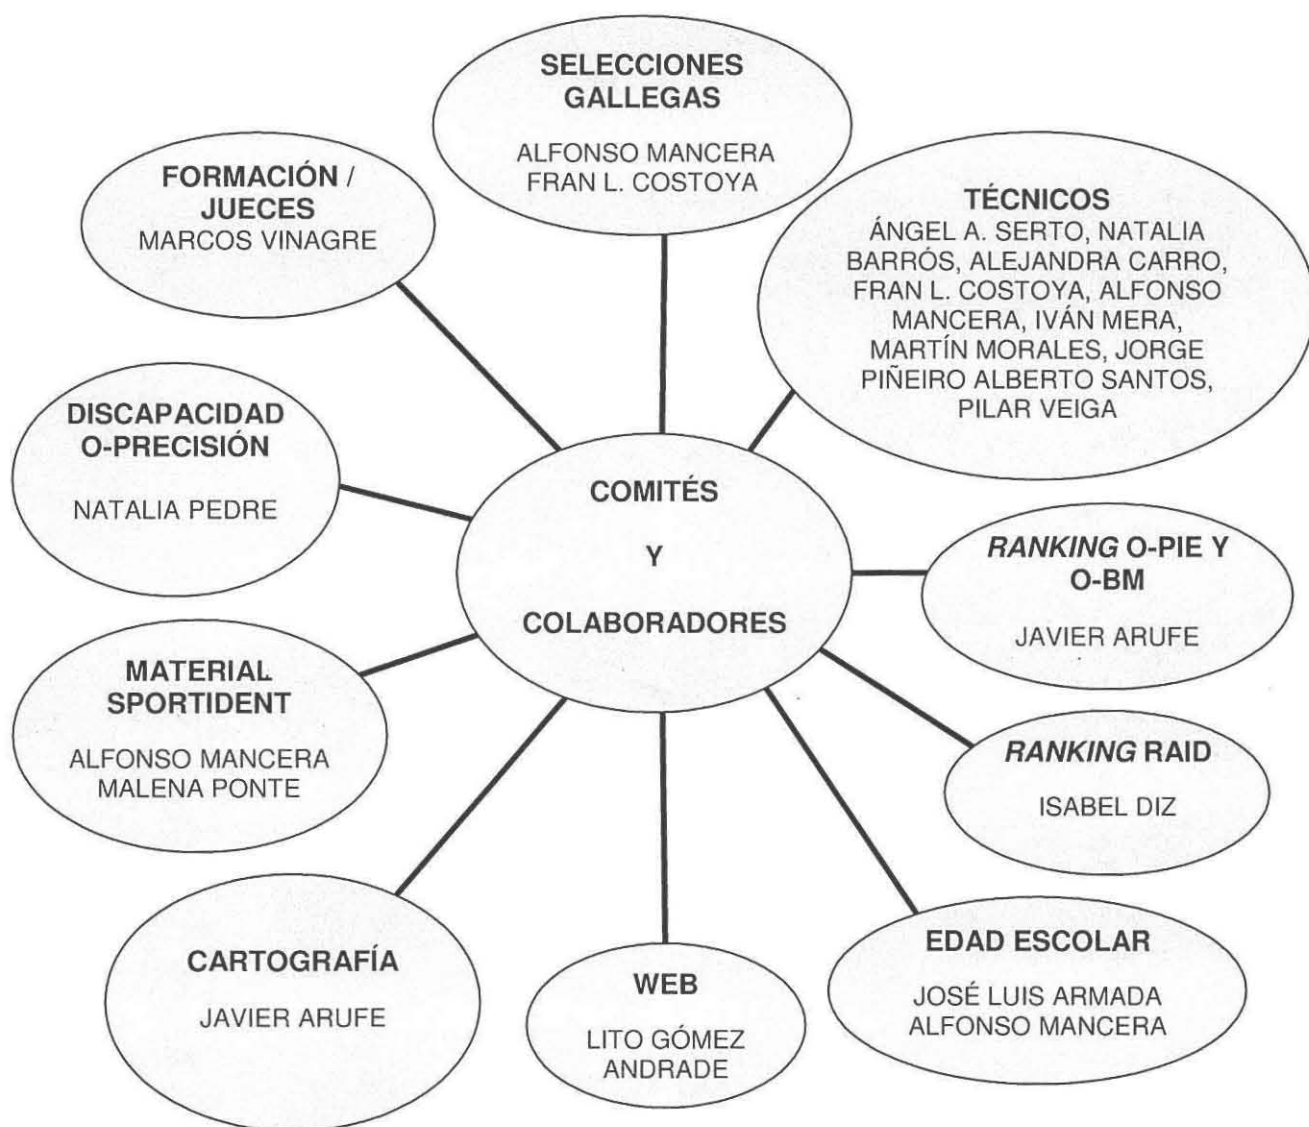 SELECCIONES
GALLEGAS
ALFONSO MANCERA
FRAN L. COSTOYA
FORMACIÓN /
JUECES
MARCOS VINAGRE
TÉCNICOS
ÁNGEL A. SERTO, NATALIA
BARRÓS, ALEJANDRA CARRO,
FRAN L. COSTOYA, ALFONSO
MANCERA, IVÁN MERA,
MARTÍN MORALES, JORGE
PIÑEIRO ALBERTO SANTOS,
PILAR VEIGA
DISCAPACIDAD
O-PRECISIÓN
NATALIA PEDRE
COMITÉS
Y
COLABORADORES
RANKING O-PIE Y
O-BM
JAVIER ARUFE
MATERIAL
SPORTIDENT
ALFONSO MANCERA
MALENA PONTE
RANKING RAID
ISABEL DIZ
CARTOGRAFÍA
JAVIER ARUFE
WEB
LITO GÓMEZ
ANDRADE
EDAD ESCOLAR
JOSÉ LUIS ARMADA
ALFONSO MANCERA